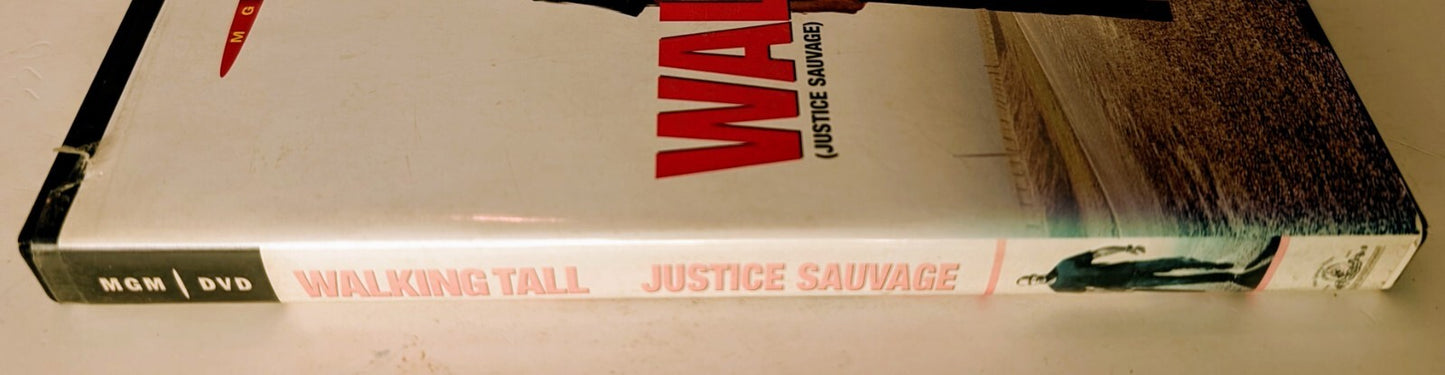 M G
WAL
(JUSTICE SAUVAGE)
MGM | DVD WALKING TALL JUSTICE SAUVAGE